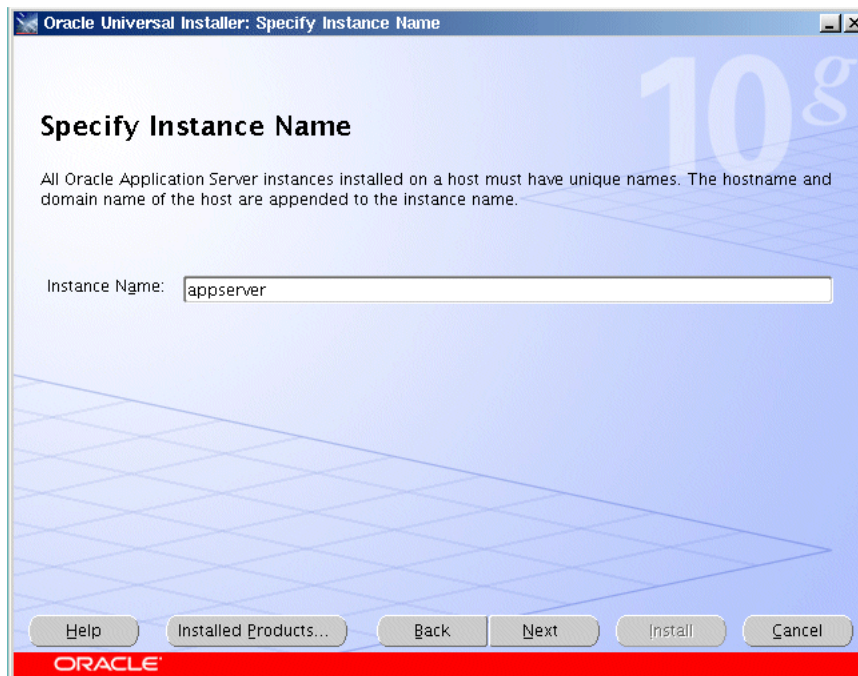 Oracle Universal Installer: Specify Instance Name
10g
Specify Instance Name
All Oracle Application Server instances installed on a host must have unique names. The hostname and
domain name of the host are appended to the instance name.
Instance Name: appserver
Help Installed Products... Back Next Install Cancel
ORACLE